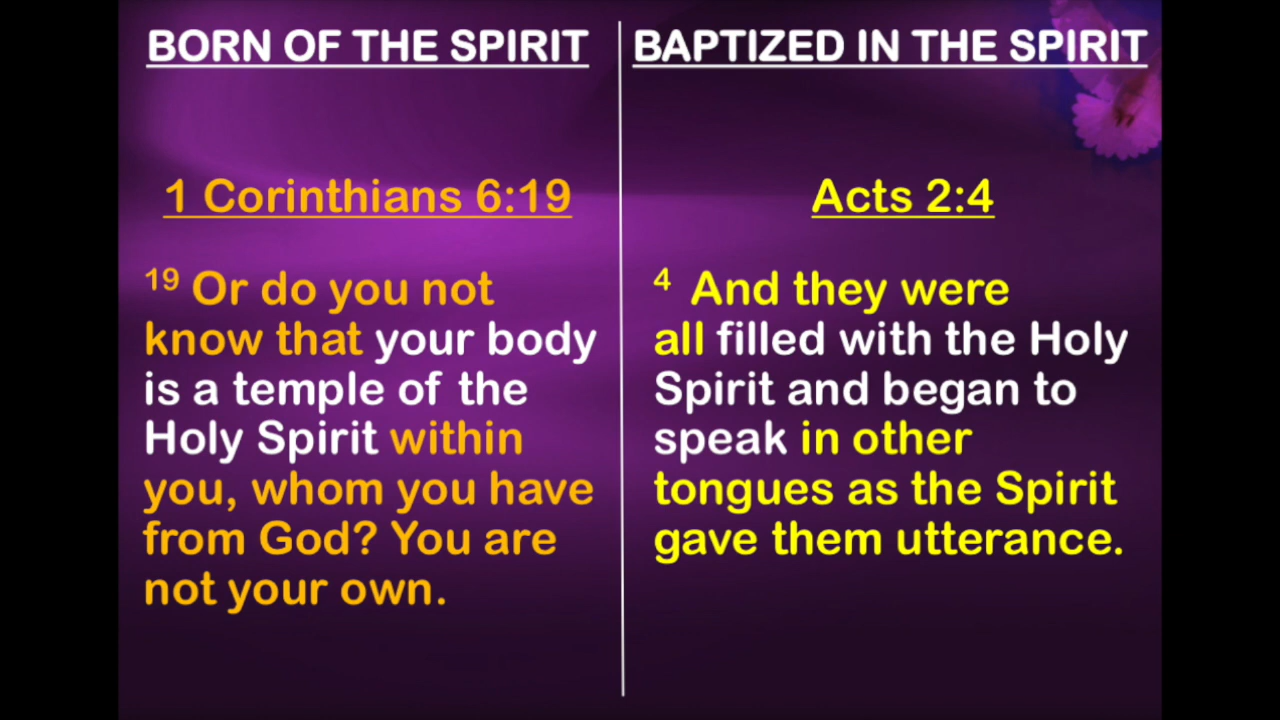 BORN OF THE SPIRIT
1 Corinthians 6:19
19 Or do you not
know that your body
is a temple of the
Holy Spirit within
you, whom you have
from God? You are
not your own.
BAPTIZED IN THE SPIRIT
Acts 2:4
4 And they were
all filled with the Holy
Spirit and began to
speak in other
tongues as the Spirit
gave them utterance.